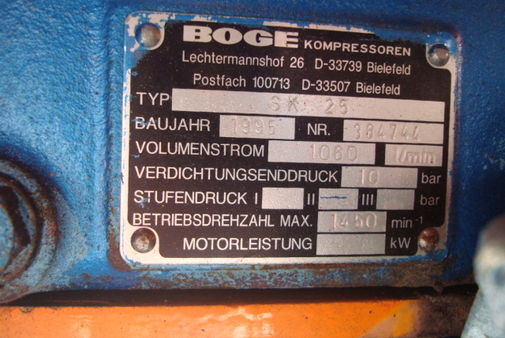 BOGE KOMPRESSOREN
Lechtermannshof 26 D-33739 Bielefeld
Postfach 100713 D-33507 Bielefeld
TYP SK 25
BAUJAHR 1995 NR. 384744
VOLUMENSTROM 1060 l/min
VERDICHTUNGSENDDRUCK 10 bar
STUFENDRUCK I II — III bar
BETRIEBSDREHZAHL MAX. 1450 min⁻¹
MOTORLEISTUNG kW